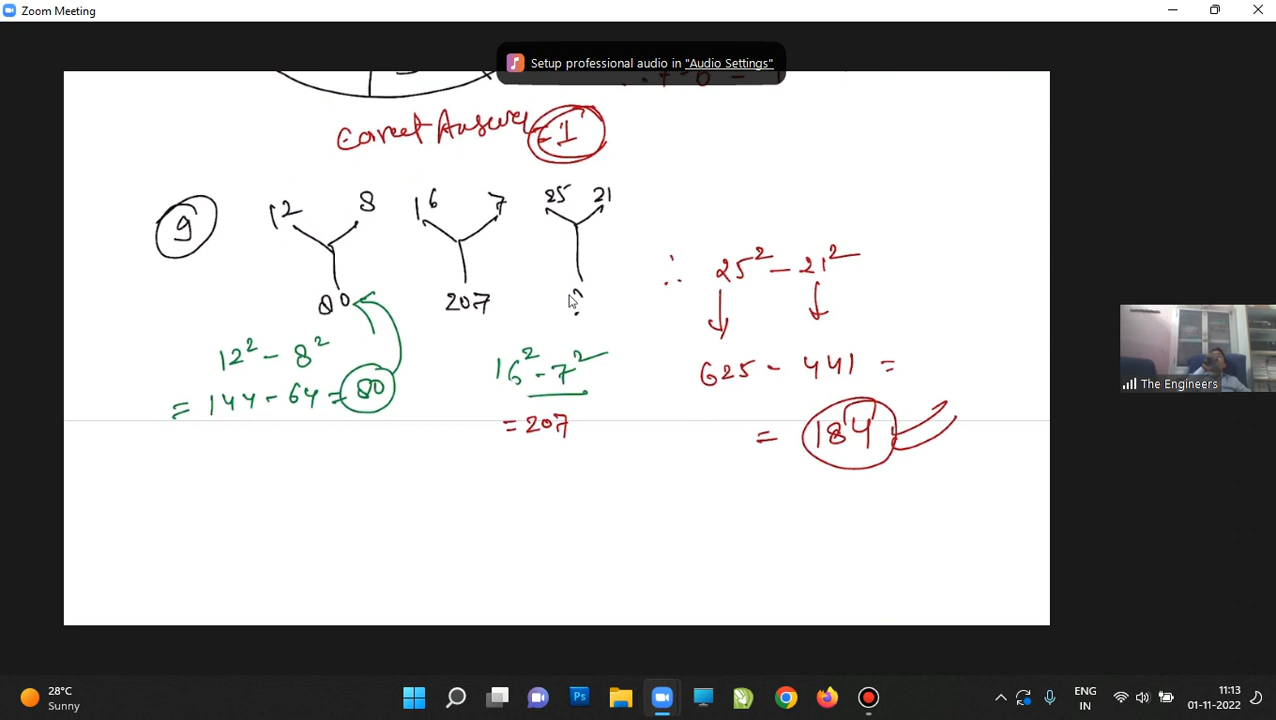 Zoom Meeting
Setup professional audio in "Audio Settings"
Correct Answer - 1
9
12 8 16 7 25 21
80 207 ?
∴ 25² - 21²
12² - 8²
16² - 7²
625 - 441 =
= 144 - 64 = 80
= 207
= 184
The Engineers
28°C
Sunny
ENG
IN
11:13
01-11-2022